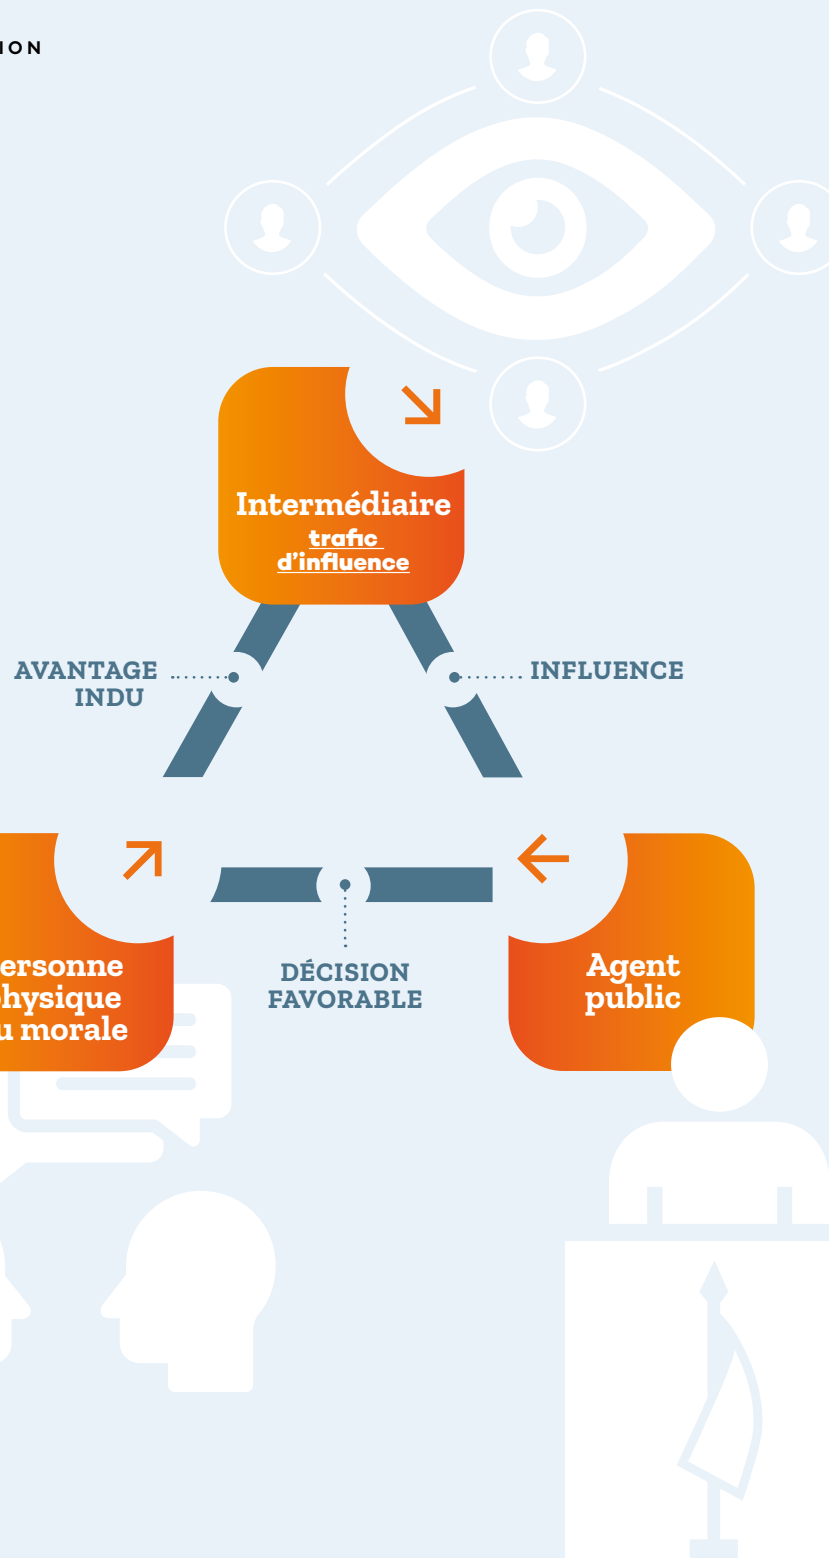 ION
Intermédiaire
trafic
d'influence
AVANTAGE
INDU
INFLUENCE
DÉCISION
FAVORABLE
ersonne
hysique
u morale
Agent
public